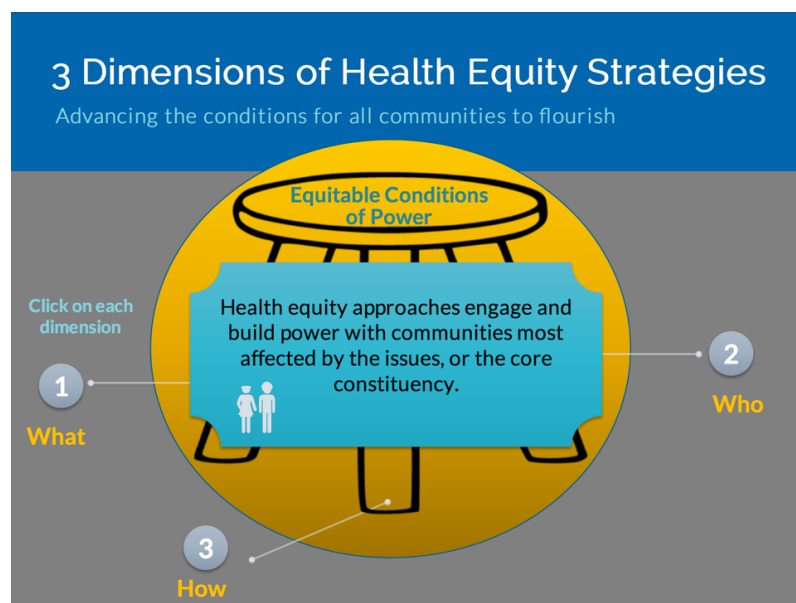 3 Dimensions of Health Equity Strategies
Advancing the conditions for all communities to flourish
Equitable Conditions
of Power
Health equity approaches engage and
build power with communities most
affected by the issues, or the core
constituency.
Click on each
dimension
1
What
2
Who
3
How